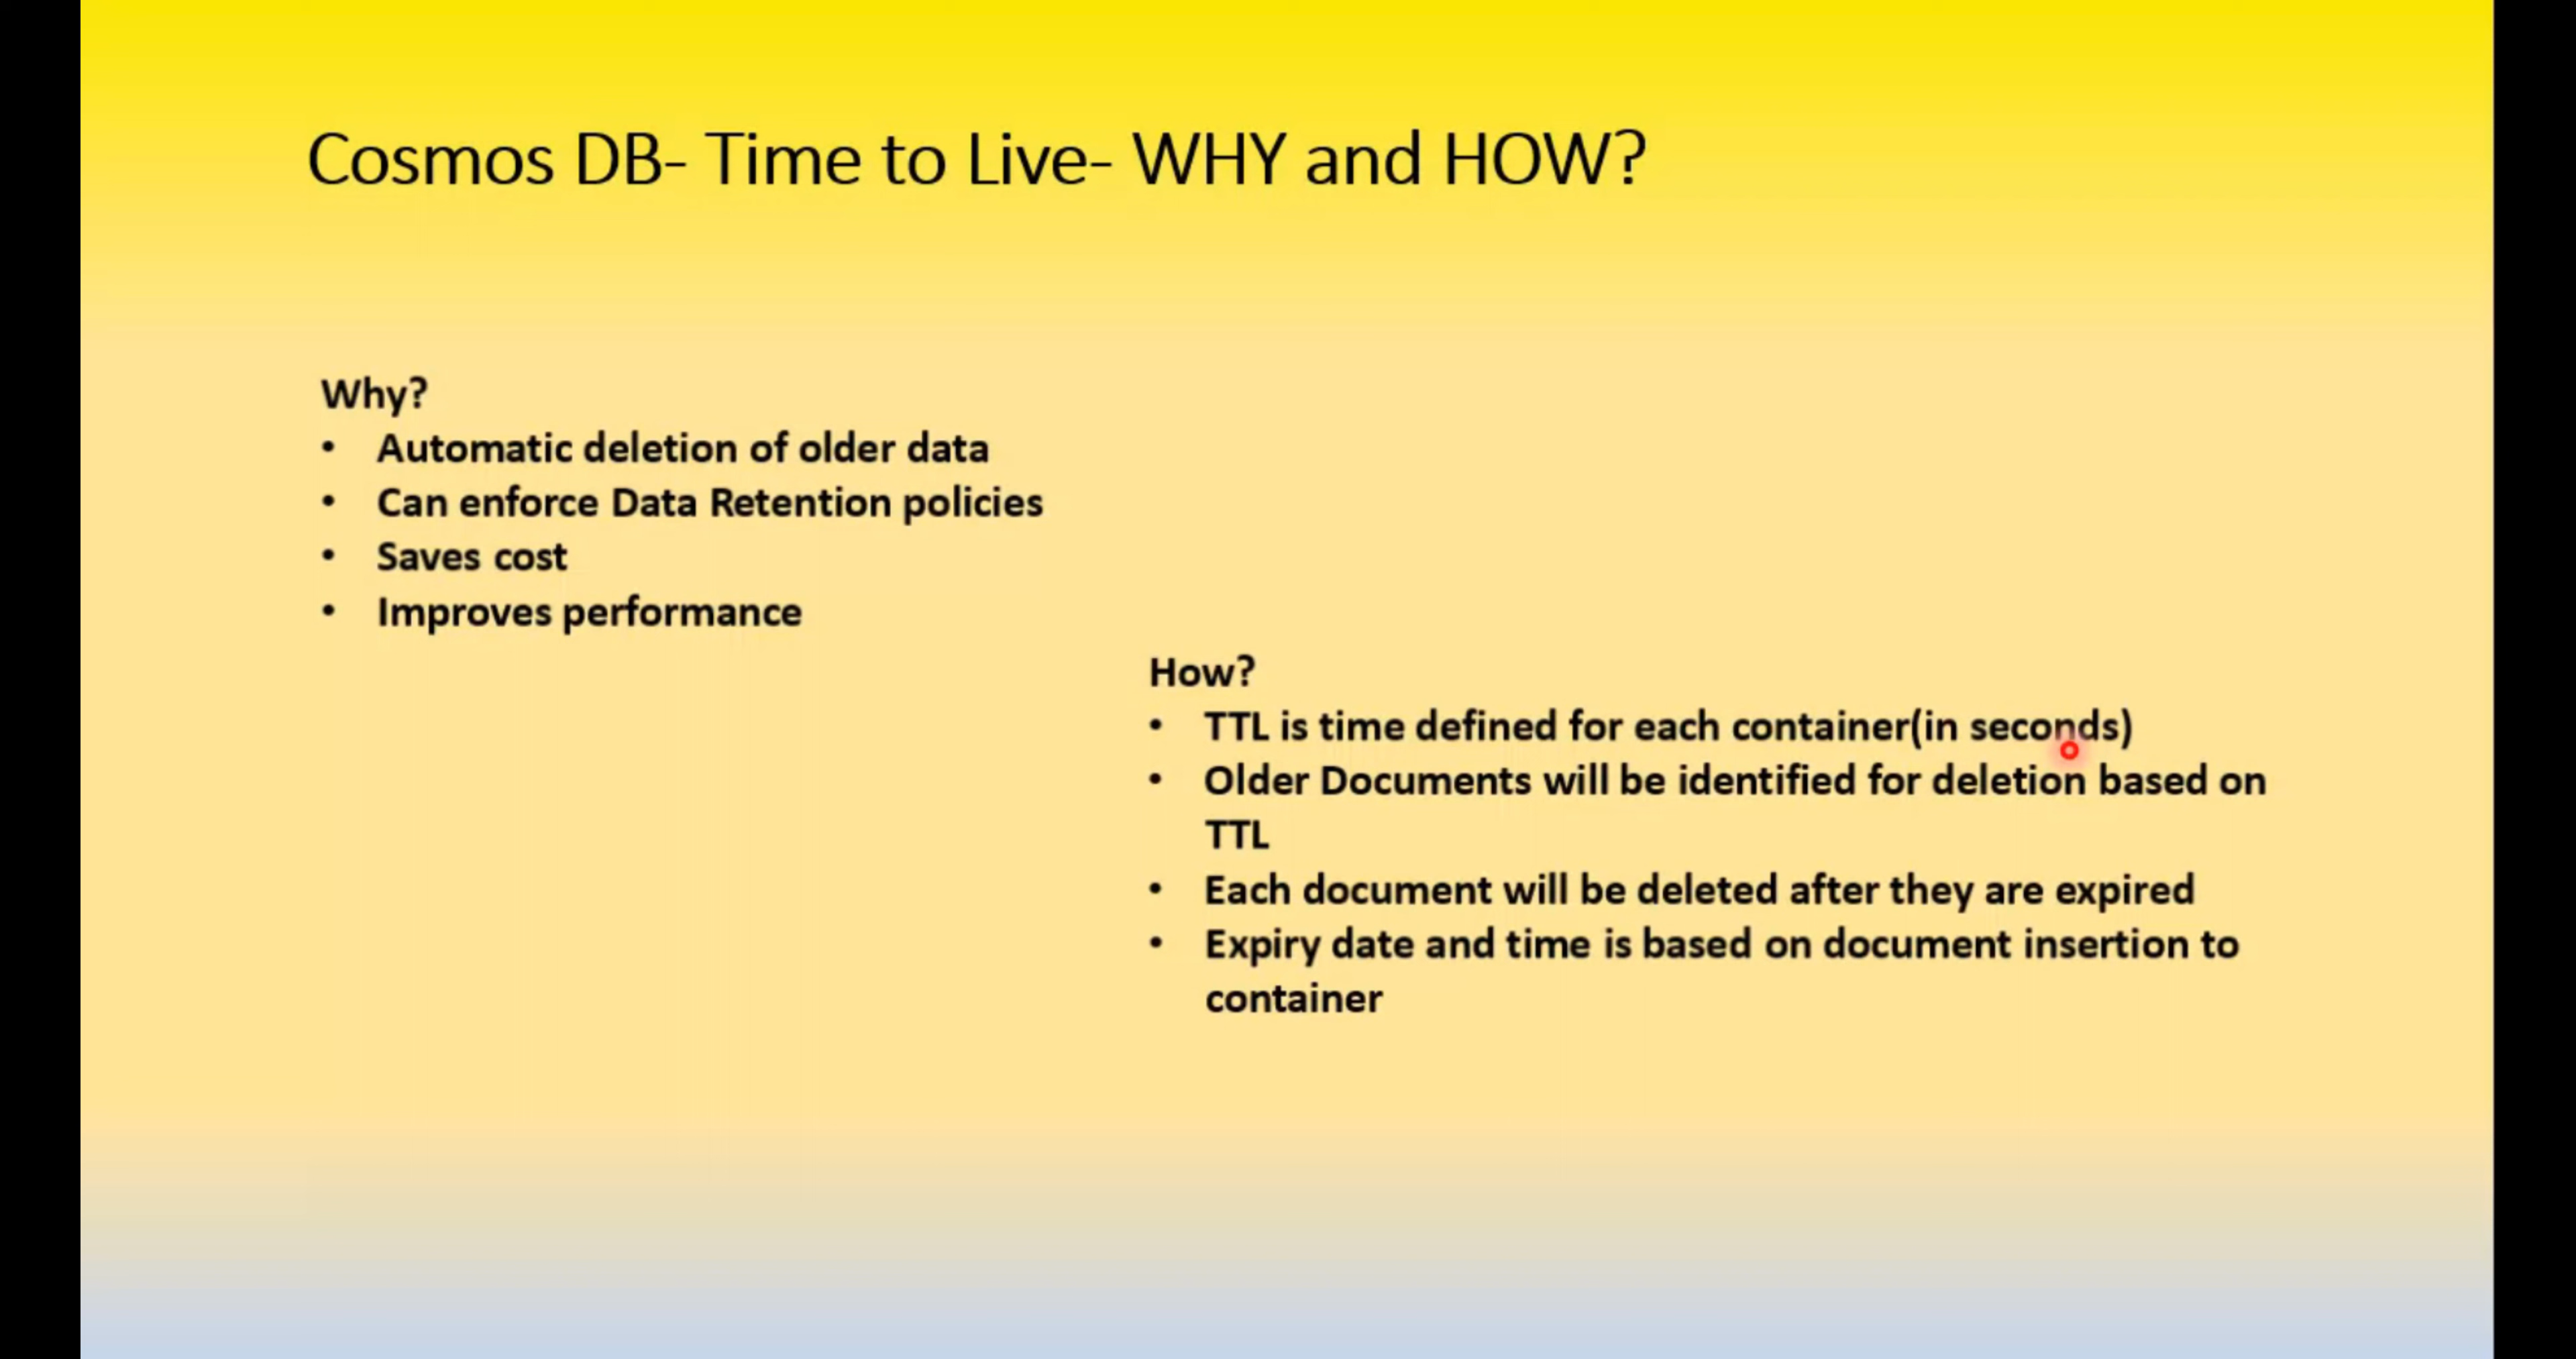 Cosmos DB- Time to Live- WHY and HOW?
Why?
• Automatic deletion of older data
• Can enforce Data Retention policies
• Saves cost
• Improves performance
How?
• TTL is time defined for each container(in seconds)
• Older Documents will be identified for deletion based on
TTL
• Each document will be deleted after they are expired
• Expiry date and time is based on document insertion to
container